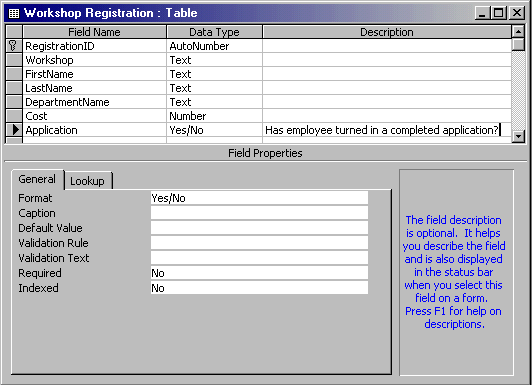 Workshop Registration : Table
Field Name Data Type Description
RegistrationID AutoNumber
Workshop Text
FirstName Text
LastName Text
DepartmentName Text
Cost Number
Application Yes/No Has employee turned in a completed application?
Field Properties
General Lookup
Format Yes/No
Caption
Default Value
Validation Rule
Validation Text
Required No
Indexed No
The field description
is optional. It helps
you describe the field
and is also displayed
in the status bar
when you select this
field on a form.
Press F1 for help on
descriptions.